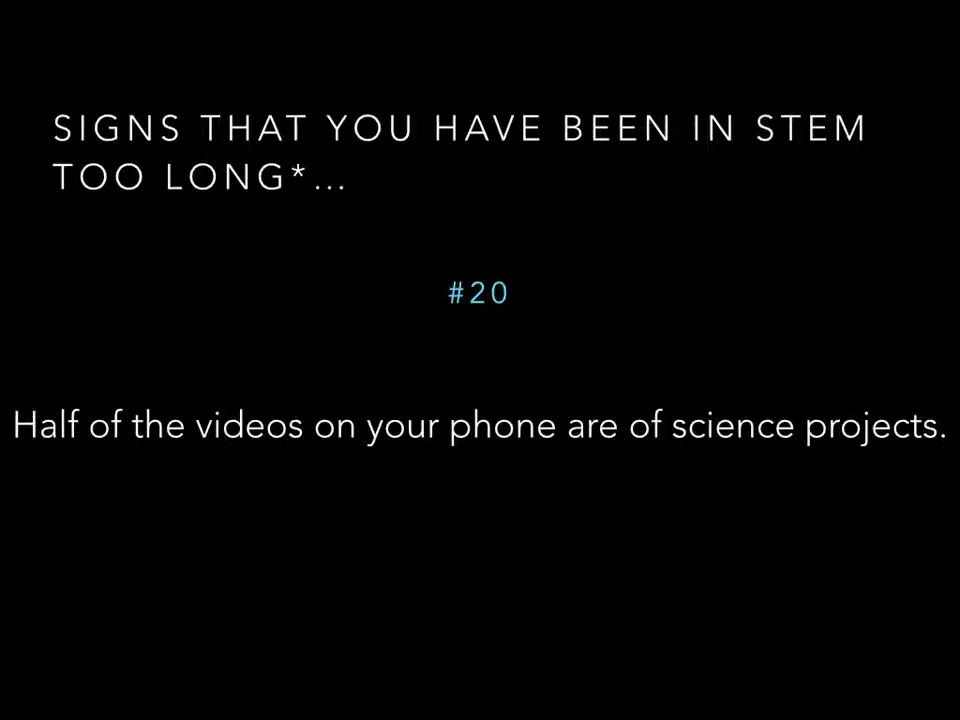 SIGNS THAT YOU HAVE BEEN IN STEM
TOO LONG*...
#20
Half of the videos on your phone are of science projects.